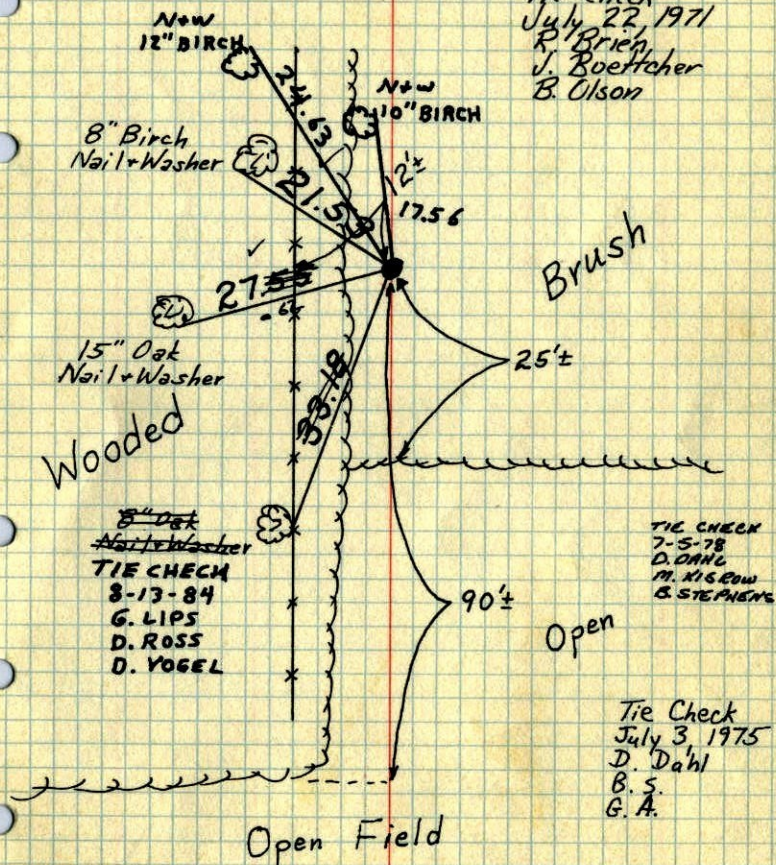 July 22, 1971
R. Brien
J. Boettcher
B. Olson
N+W
12" BIRCH
N+W
10" BIRCH
24.63
8" Birch
Nail + Washer
12'±
17.56
21.5
Brush
27
15" Oak
Nail + Washer
25'±
33.18
Wooded
8" Oak
Nail + Washer
TIE CHECK
8-13-84
G. LIPS
D. ROSS
D. VOGEL
TIE CHECK
7-5-78
D. DAHL
B. STEPHENS
90'±
Open
Tie Check
July 3, 1975
D. Dahl
B. S.
G. A.
Open Field